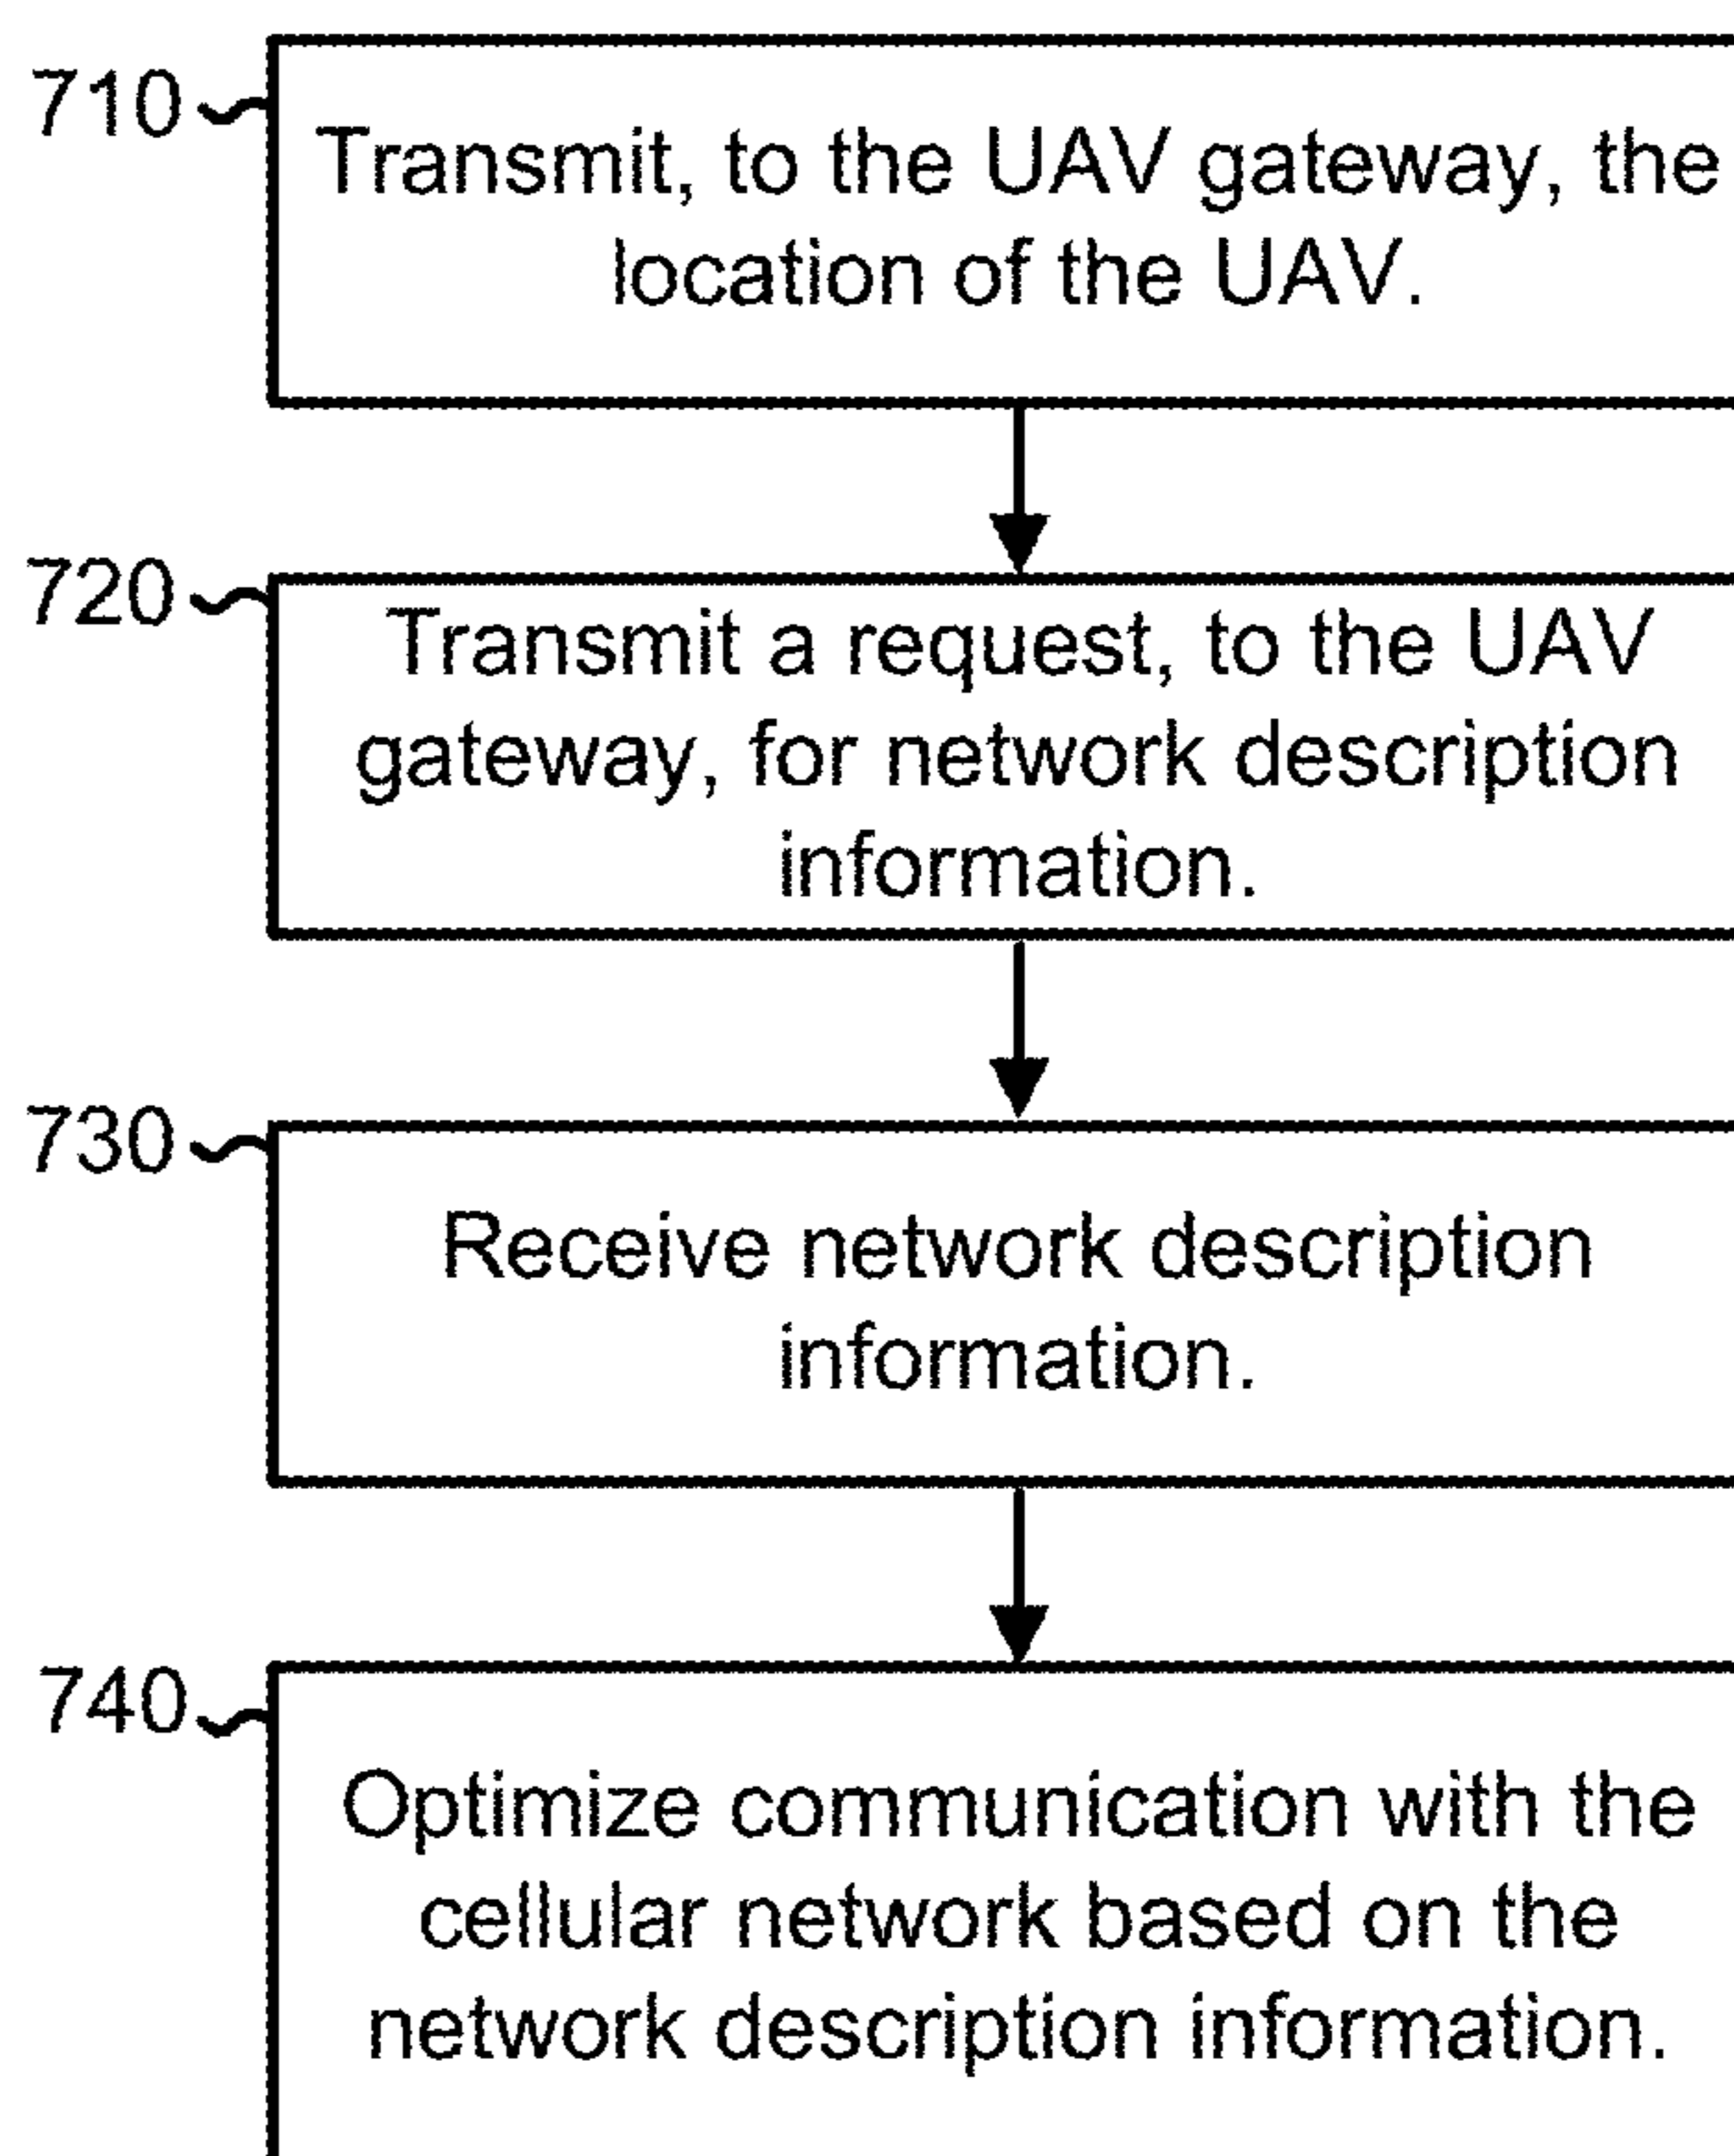 710
Transmit, to the UAV gateway, the
location of the UAV.
720
Transmit a request, to the UAV
gateway, for network description
information.
730
Receive network description
information.
740
Optimize communication with the
cellular network based on the
network description information.